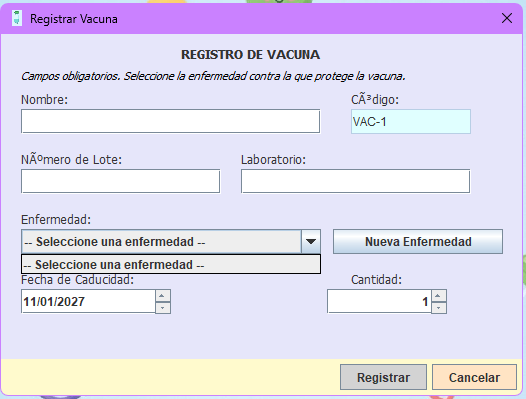 Registrar Vacuna
REGISTRO DE VACUNA
Campos obligatorios. Seleccione la enfermedad contra la que protege la vacuna.
Nombre:
CÃ³digo:
VAC-1
NÃºmero de Lote:
Laboratorio:
Enfermedad:
-- Seleccione una enfermedad --
Nueva Enfermedad
-- Seleccione una enfermedad --
Fecha de Caducidad:
Cantidad:
11/01/2027
1
Registrar
Cancelar